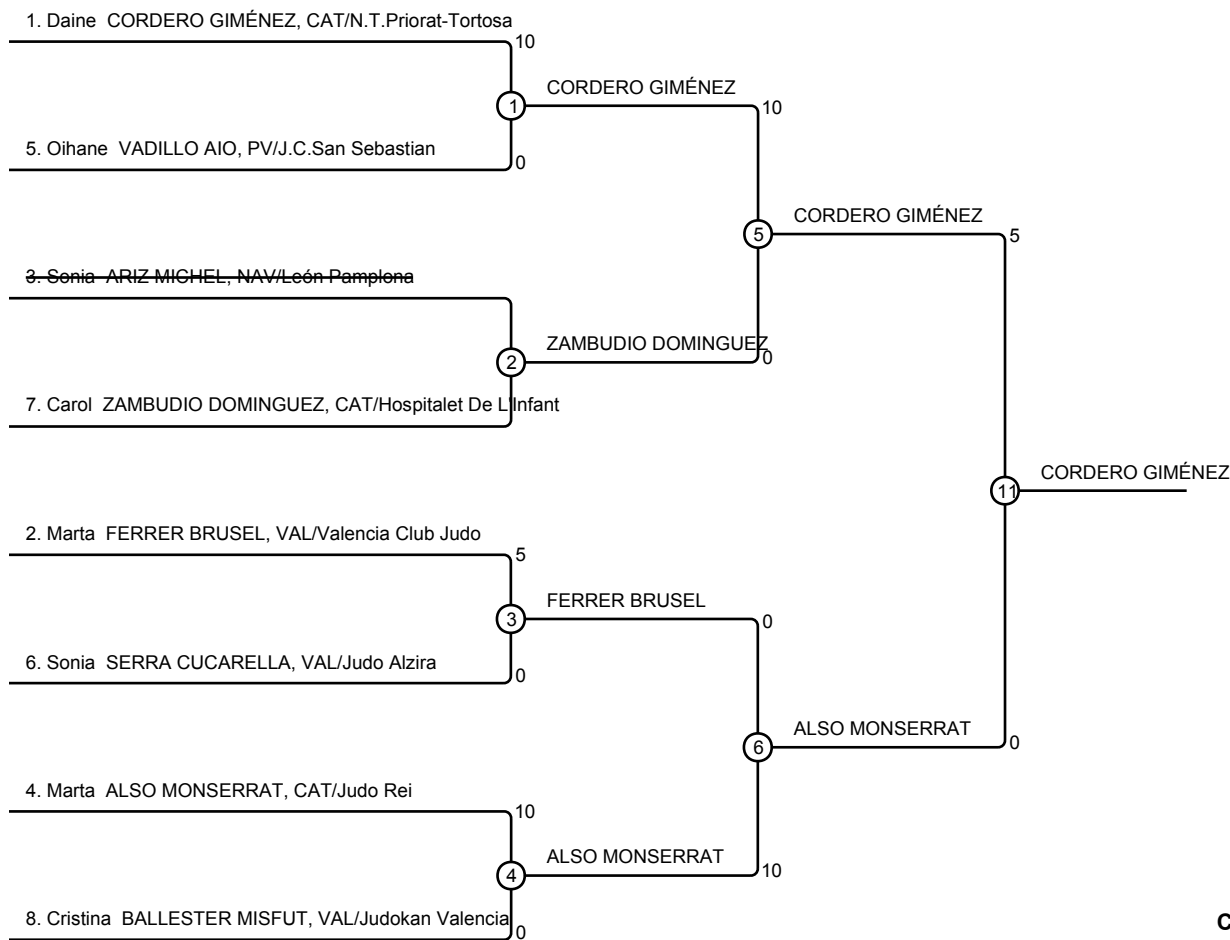 1. Daine  CORDERO GIMÉNEZ, CAT/N.T.Priorat-Tortosa
10
CORDERO GIMÉNEZ
1
10
5. Oihane  VADILLO AIO, PV/J.C.San Sebastian
0
CORDERO GIMÉNEZ
5
5
3. Sonia  ARIZ MICHEL, NAV/León Pamplona
ZAMBUDIO DOMINGUEZ
2
0
7. Carol  ZAMBUDIO DOMINGUEZ, CAT/Hospitalet De L'Infant
CORDERO GIMÉNEZ
11
2. Marta  FERRER BRUSEL, VAL/Valencia Club Judo
5
FERRER BRUSEL
3
0
6. Sonia  SERRA CUCARELLA, VAL/Judo Alzira
0
ALSO MONSERRAT
6
0
4. Marta  ALSO MONSERRAT, CAT/Judo Rei
10
ALSO MONSERRAT
4
10
8. Cristina  BALLESTER MISFUT, VAL/Judokan Valencia
0
C